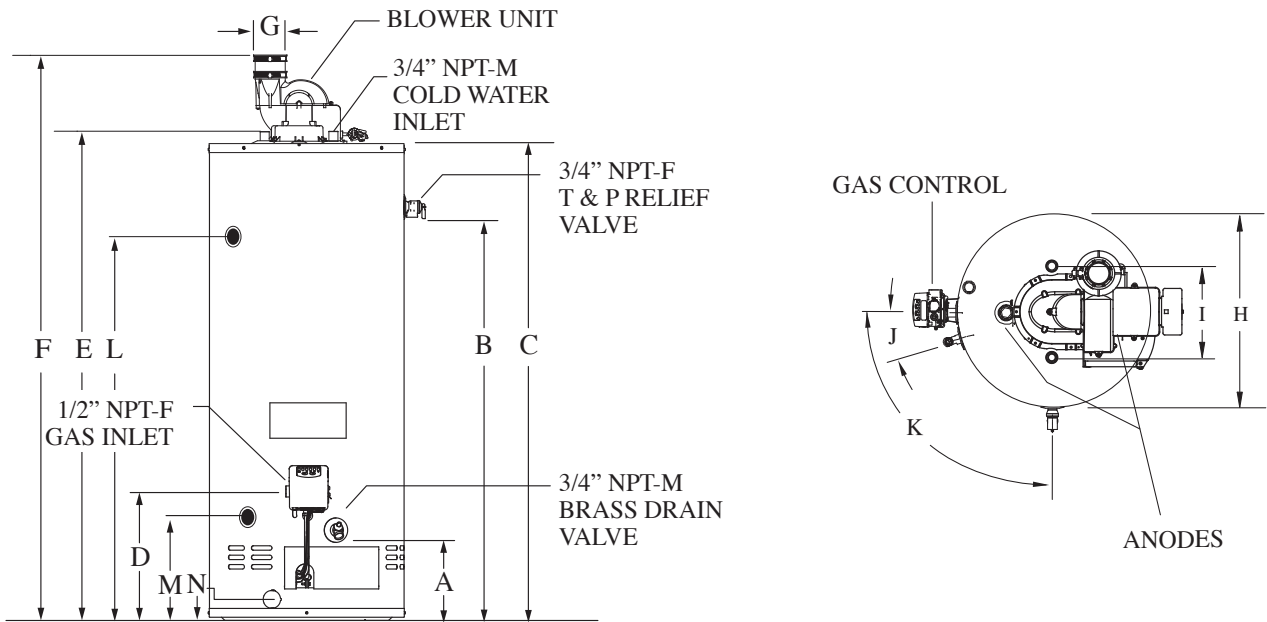 G
BLOWER UNIT
3/4” NPT-M
COLD WATER
INLET
3/4” NPT-F
T & P RELIEF
VALVE
F
E
L
B
C
1/2” NPT-F
GAS INLET
3/4” NPT-M
BRASS DRAIN
VALVE
D
M
N
A
GAS CONTROL
J
K
I
H
ANODES